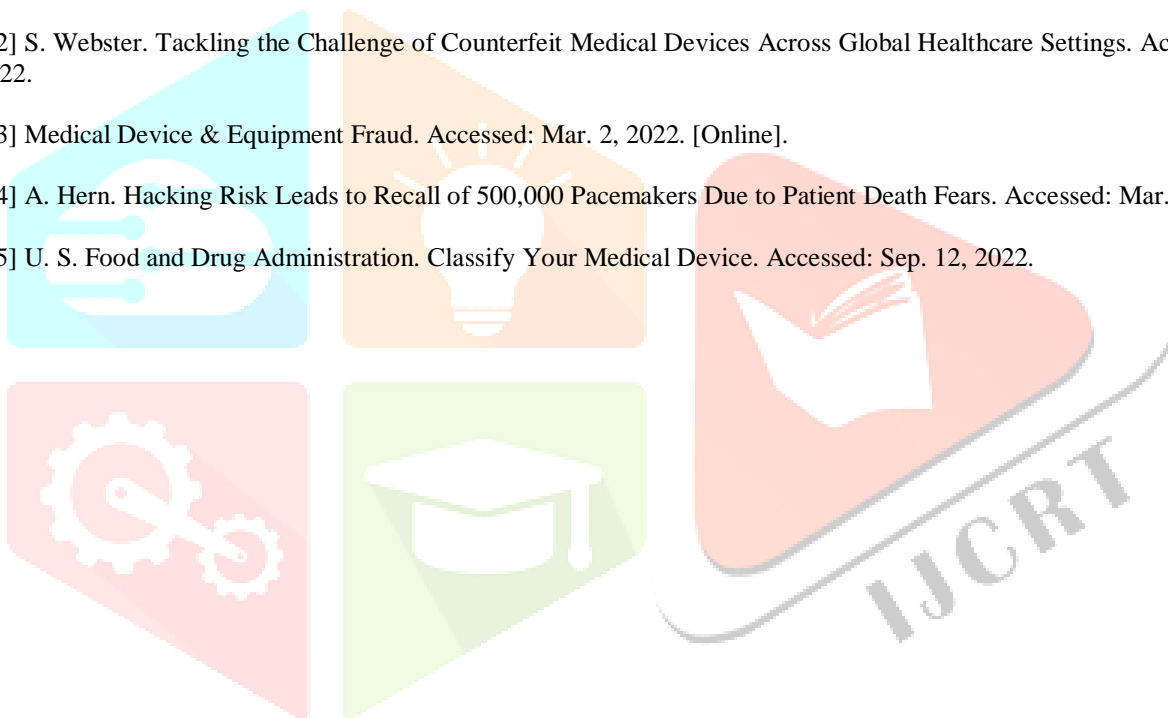 2] S. Webster. Tackling the Challenge of Counterfeit Medical Devices Across Global Healthcare Settings. Ac
22.
3] Medical Device & Equipment Fraud. Accessed: Mar. 2, 2022. [Online].
4] A. Hern. Hacking Risk Leads to Recall of 500,000 Pacemakers Due to Patient Death Fears. Accessed: Mar.
5] U. S. Food and Drug Administration. Classify Your Medical Device. Accessed: Sep. 12, 2022.
IJCRT